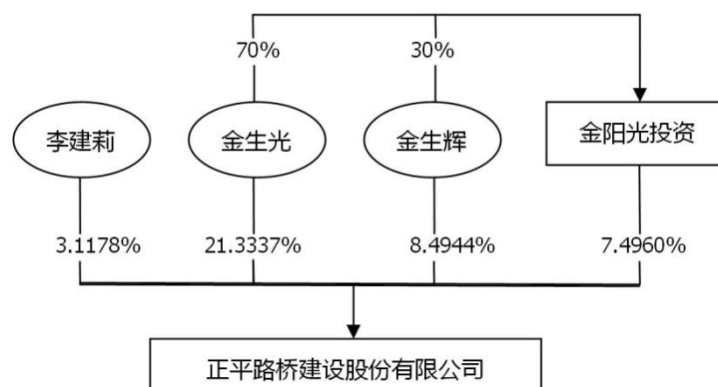 70%
30%
李建莉
金生光
金生辉
金阳光投资
3.1178%
21.3337%
8.4944%
7.4960%
正平路桥建设股份有限公司